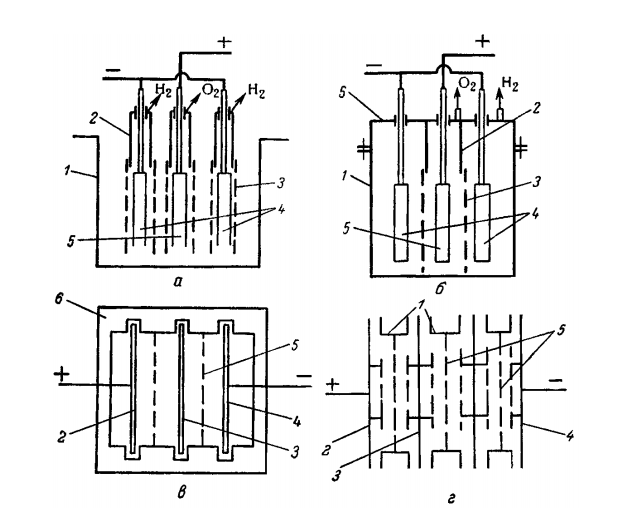 + +
− −
H₂ O₂ H₂ O₂ H₂
2 5 2
1 3 1 3
4 4
5 5
а б
6 1
5 5
+ − + −
2 4 2 4
3 3
в г